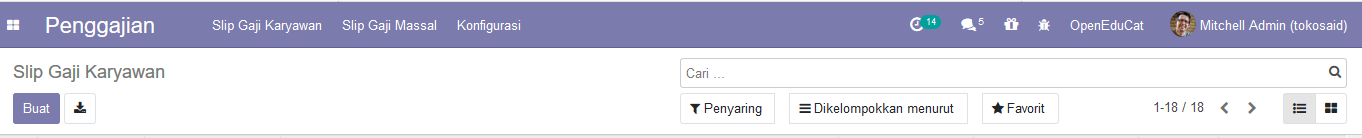 Penggajian Slip Gaji Karyawan Slip Gaji Massal Konfigurasi 14 5 OpenEduCat Mitchell Admin (tokosaid)
Slip Gaji Karyawan
Cari ...
Buat Penyaring Dikelompokkan menurut Favorit 1-18 / 18